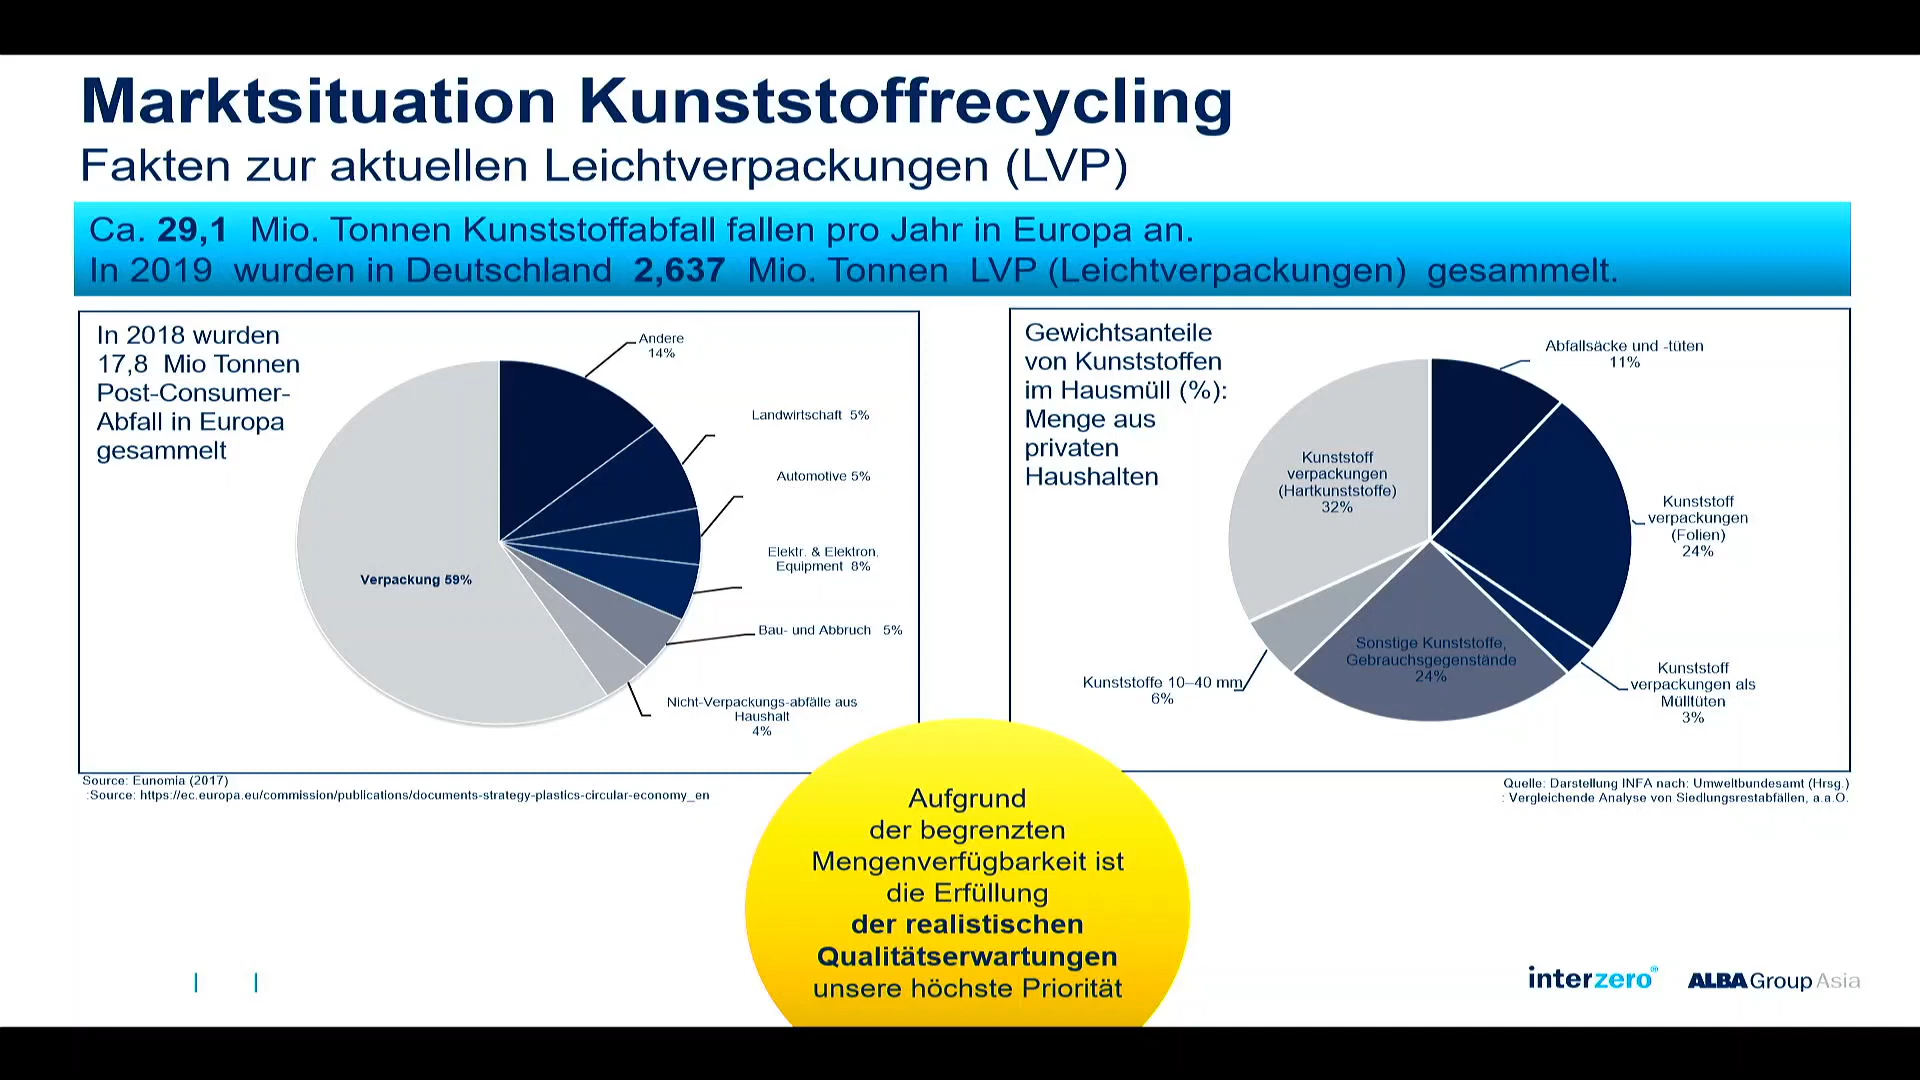 Marktsituation Kunststoffrecycling
Fakten zur aktuellen Leichtverpackungen (LVP)
Ca. 29,1 Mio. Tonnen Kunststoffabfall fallen pro Jahr in Europa an.
In 2019 wurden in Deutschland 2,637 Mio. Tonnen LVP (Leichtverpackungen) gesammelt.
In 2018 wurden
17,8 Mio Tonnen
Post-Consumer-
Abfall in Europa
gesammelt
Andere
14%
Landwirtschaft 5%
Automotive 5%
Elektr. & Elektron.
Equipment 8%
Bau- und Abbruch 5%
Nicht-Verpackungs-abfälle aus
Haushalt
4%
Verpackung 59%
Source: Eunomia (2017)
:Source: https://ec.europa.eu/commission/publications/documents-strategy-plastics-circular-economy_en
Gewichtsanteile
von Kunststoffen
im Hausmüll (%):
Menge aus
privaten
Haushalten
Abfallsäcke und -tüten
11%
Kunststoff
verpackungen
(Folien)
24%
Kunststoff
verpackungen als
Mülltüten
3%
Sonstige Kunststoffe,
Gebrauchsgegenstände
24%
Kunststoffe 10–40 mm
6%
Kunststoff
verpackungen
(Hartkunststoffe)
32%
Quelle: Darstellung INFA nach: Umweltbundesamt (Hrsg.)
: Vergleichende Analyse von Siedlungsrestabfällen, a.a.O.
Aufgrund
der begrenzten
Mengenverfügbarkeit ist
die Erfüllung
der realistischen
Qualitätserwartungen
unsere höchste Priorität
interzero®
ALBA Group Asia